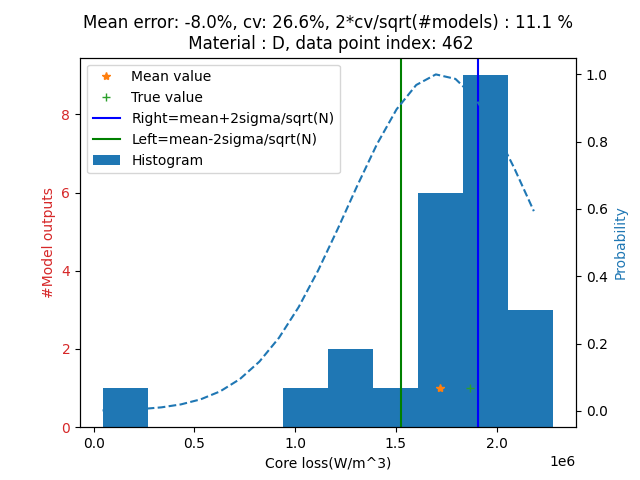 Mean error: -8.0%, cv: 26.6%, 2*cv/sqrt(#models) : 11.1 %
Material : D, data point index: 462
Mean value
True value
Right=mean+2sigma/sqrt(N)
Left=mean-2sigma/sqrt(N)
Histogram
#Model outputs
0
2
4
6
8
Probability
0.0
0.2
0.4
0.6
0.8
1.0
0.0 0.5 1.0 1.5 2.0
1e6
Core loss(W/m^3)